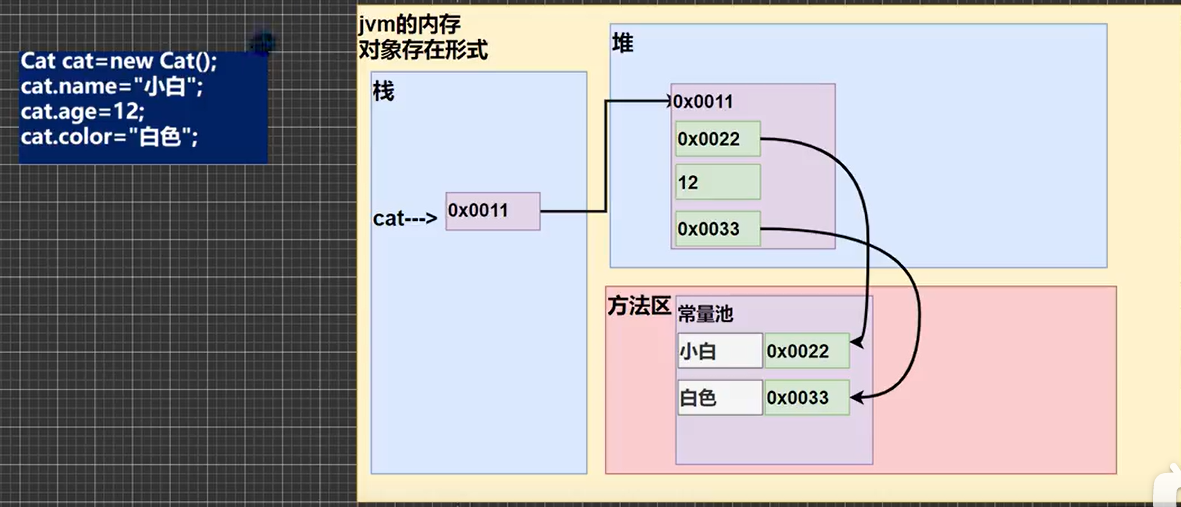 Cat cat=new Cat();
cat.name="小白";
cat.age=12;
cat.color="白色";
jvm的内存
对象存在形式
栈
cat--->
0x0011
堆
0x0011
0x0022
12
0x0033
方法区
常量池
小白
0x0022
白色
0x0033